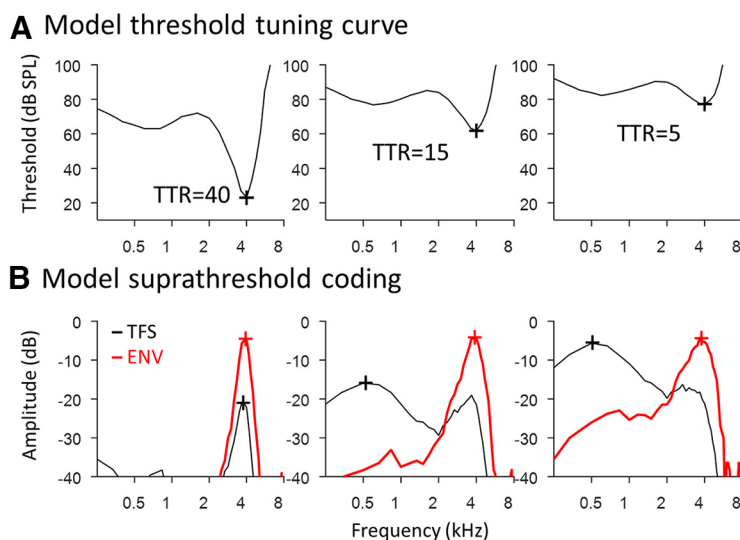 A Model threshold tuning curve
Threshold (dB SPL)
100
80
60
40
20
TTR=40
0.5 1 2 4 8
100
80
60
40
20
TTR=15
0.5 1 2 4 8
100
80
60
40
20
TTR=5
0.5 1 2 4 8
B Model suprathreshold coding
Amplitude (dB)
0
-10
-20
-30
-40
TFS
ENV
0.5 1 2 4 8
0
-10
-20
-30
-40
0.5 1 2 4 8
0
-10
-20
-30
-40
0.5 1 2 4 8
Frequency (kHz)